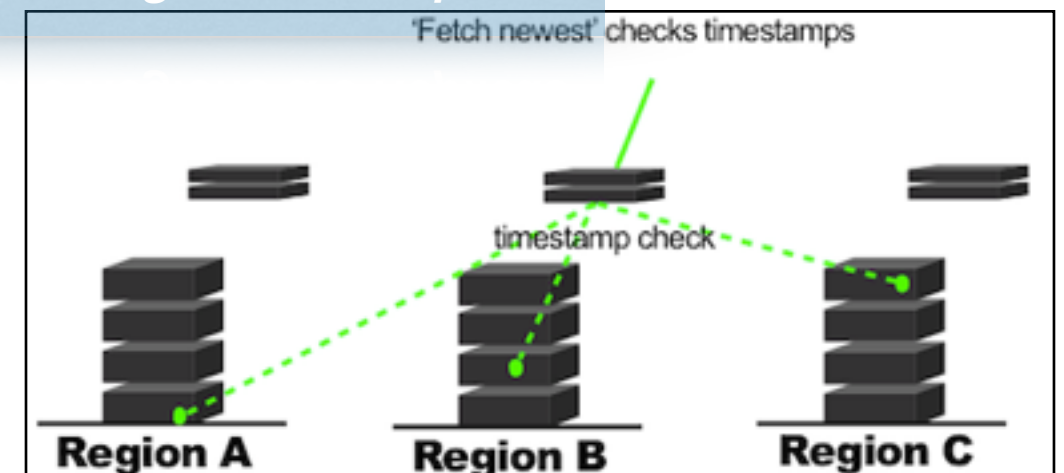 'Fetch newest' checks timestamps
timestamp check
Region A
Region B
Region C